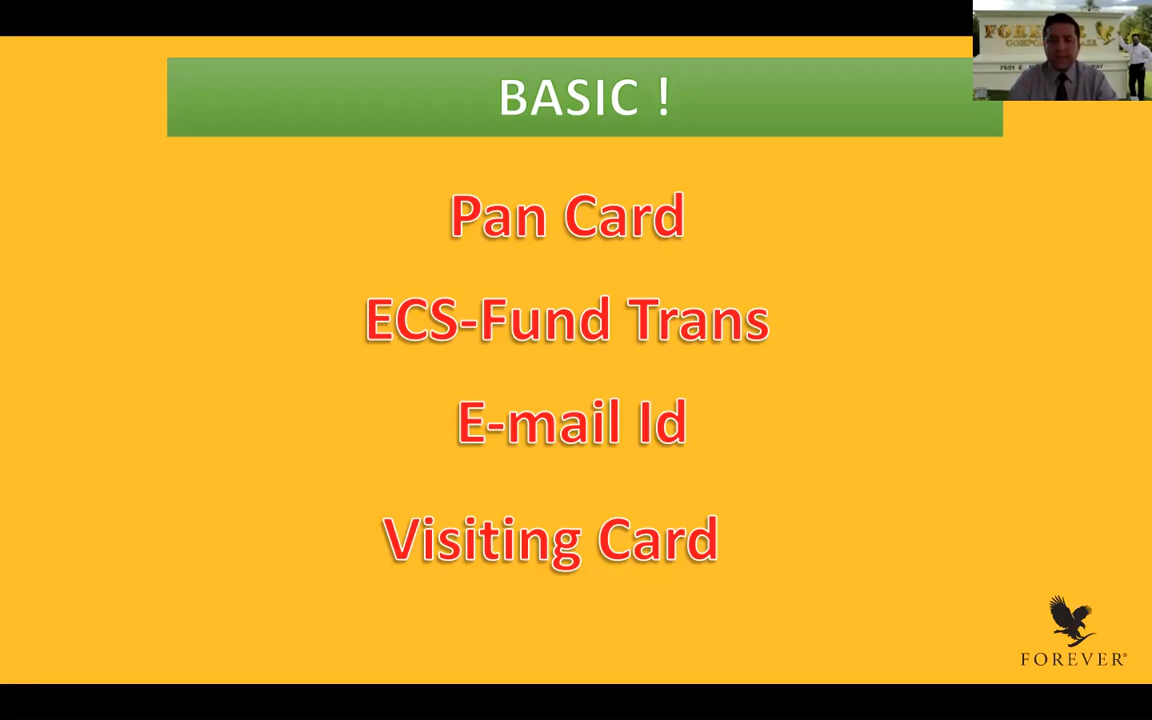 BASIC !
Pan Card
ECS-Fund Trans
E-mail Id
Visiting Card
FOREVER